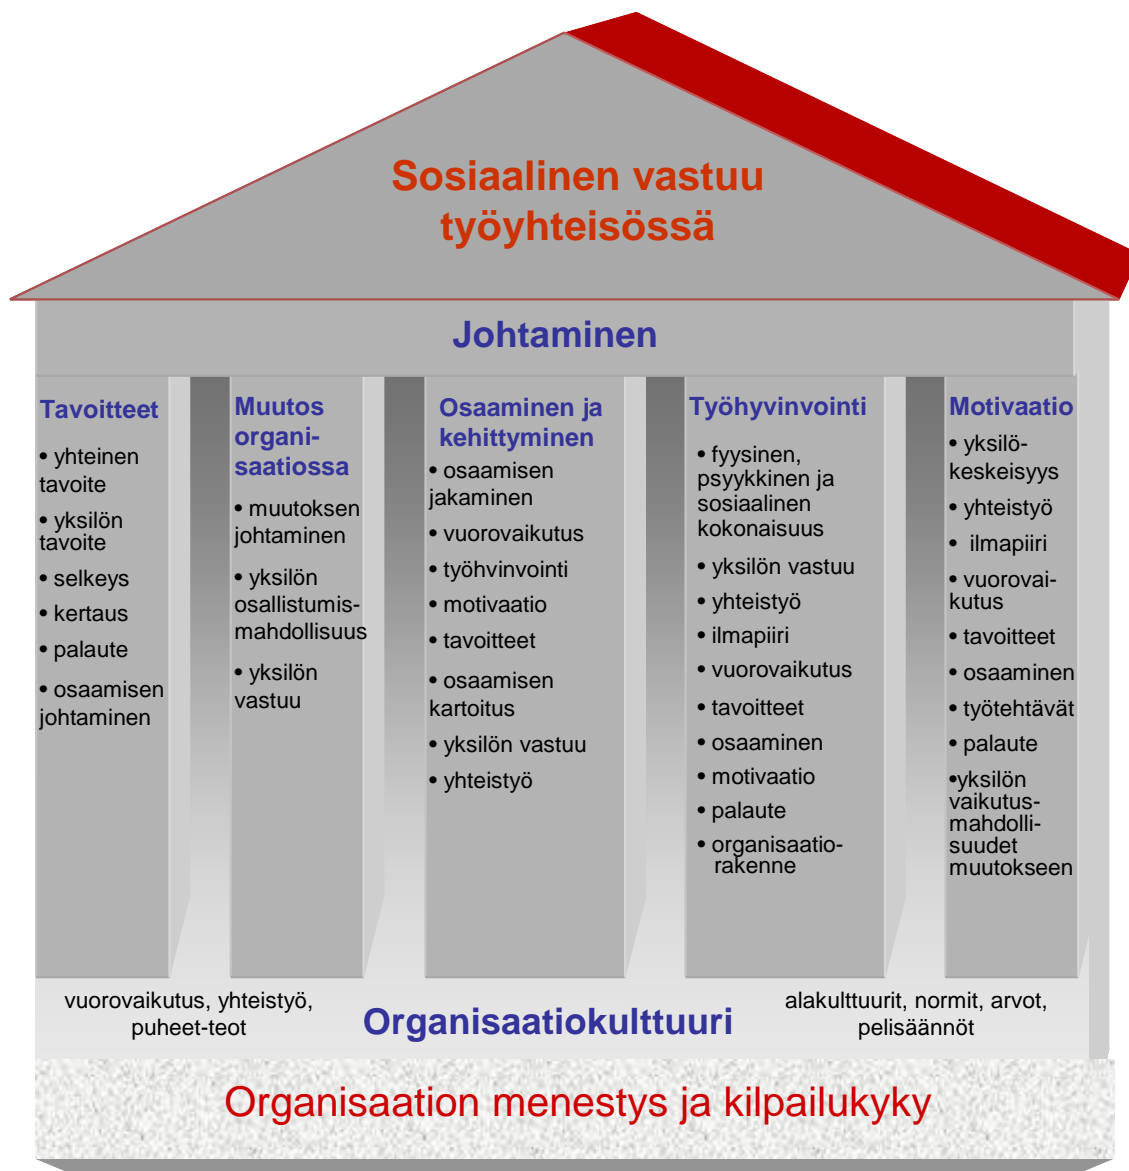 Sosiaalinen vastuu
työyhteisössä
Johtaminen
Tavoitteet
• yhteinen
tavoite
• yksilön
tavoite
• selkeys
• kertaus
• palaute
• osaamisen
johtaminen
Muutos
organi-
saatiossa
• muutoksen
johtaminen
• yksilön
osallistumis-
mahdollisuus
• yksilön
vastuu
Osaaminen ja
kehittyminen
• osaamisen
jakaminen
• vuorovaikutus
• työhvinvointi
• motivaatio
• tavoitteet
• osaamisen
kartoitus
• yksilön vastuu
• yhteistyö
Työhyvinvointi
• fyysinen,
psyykkinen ja
sosiaalinen
kokonaisuus
• yksilön vastuu
• yhteistyö
• ilmapiiri
• vuorovaikutus
• tavoitteet
• osaaminen
• motivaatio
• palaute
• organisaatio-
rakenne
Motivaatio
• yksilö-
keskeisyys
• yhteistyö
• ilmapiiri
• vuorovai-
kutus
• tavoitteet
• osaaminen
• työtehtävät
• palaute
•yksilön
vaikutus-
mahdolli-
suudet
muutokseen
vuorovaikutus, yhteistyö,
puheet-teot
Organisaatiokulttuuri
alakulttuurit, normit, arvot,
pelisäännöt
Organisaation menestys ja kilpailukyky